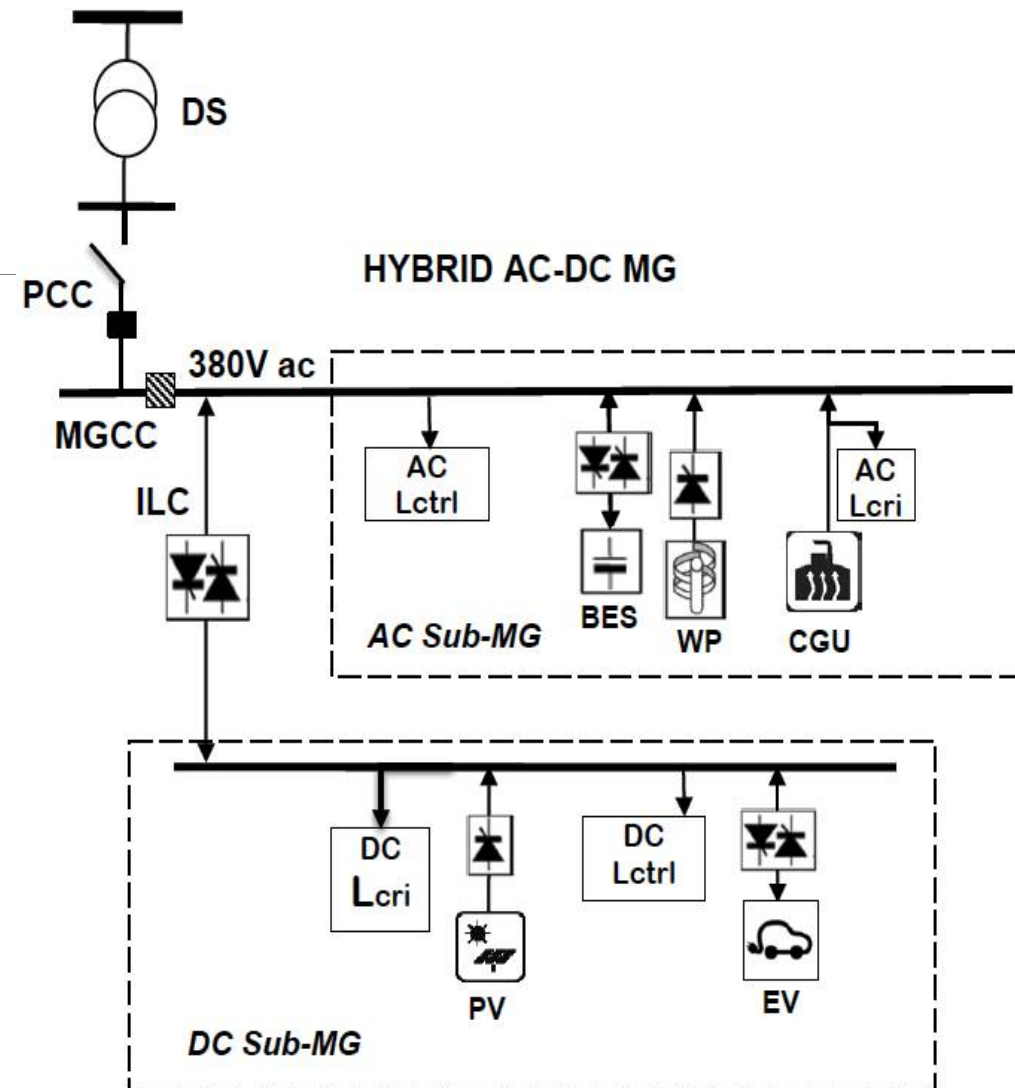 DS
HYBRID AC-DC MG
PCC
380V ac
MGCC
ILC
AC
Lctrl
AC
Lcri
BES
WP
CGU
AC Sub-MG
DC
Lcri
DC
Lctrl
PV
EV
DC Sub-MG